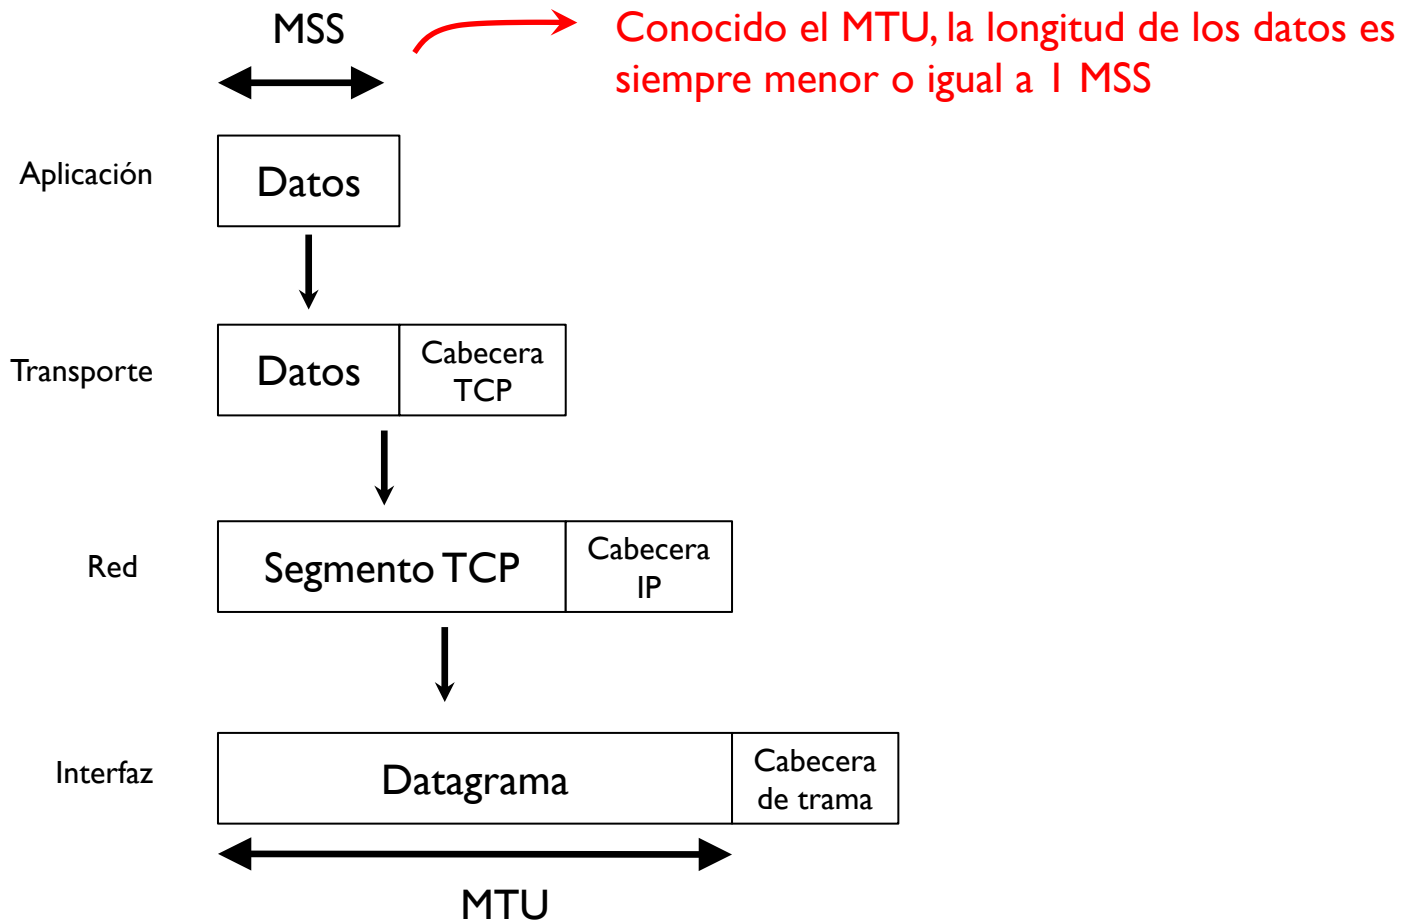 MSS
Conocido el MTU, la longitud de los datos es
siempre menor o igual a 1 MSS
Aplicación
Datos
Transporte
Datos
Cabecera
TCP
Red
Segmento TCP
Cabecera
IP
Interfaz
Datagrama
Cabecera
de trama
MTU